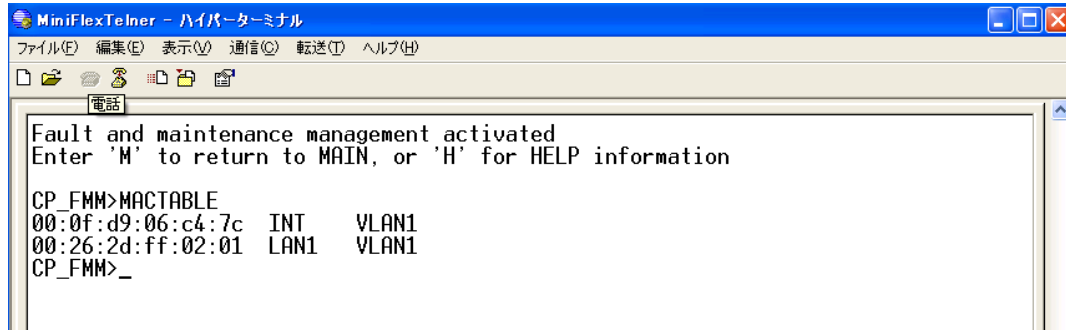 MiniFlexTelner - ハイパーターミナル
ファイル(F) 編集(E) 表示(V) 通信(C) 転送(T) ヘルプ(H)
電話
Fault and maintenance management activated
Enter 'M' to return to MAIN, or 'H' for HELP information
CP_FMM>MACTABLE
00:0f:d9:06:c4:7c INT VLAN1
00:26:2d:ff:02:01 LAN1 VLAN1
CP_FMM>_